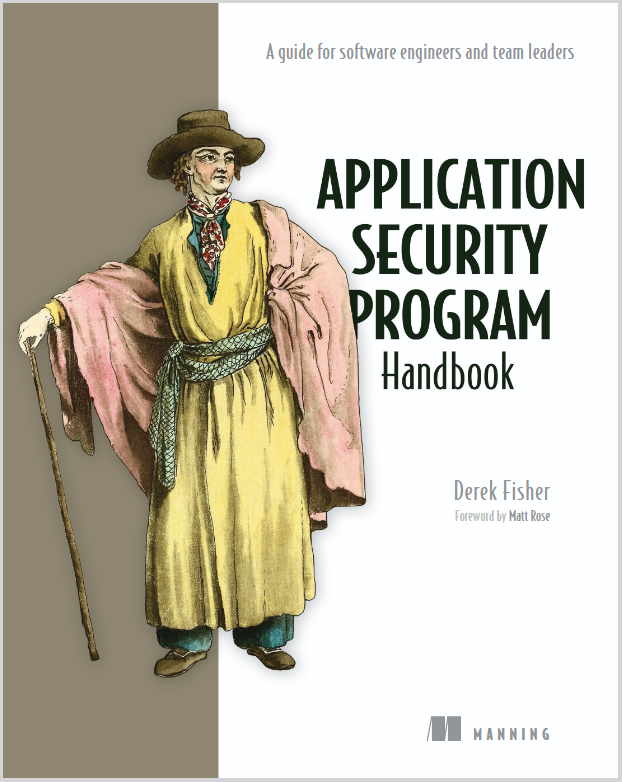 A guide for software engineers and team leaders
APPLICATION
SECURITY
PROGRAM
Handbook
Derek Fisher
Foreword by Matt Rose
MANNING